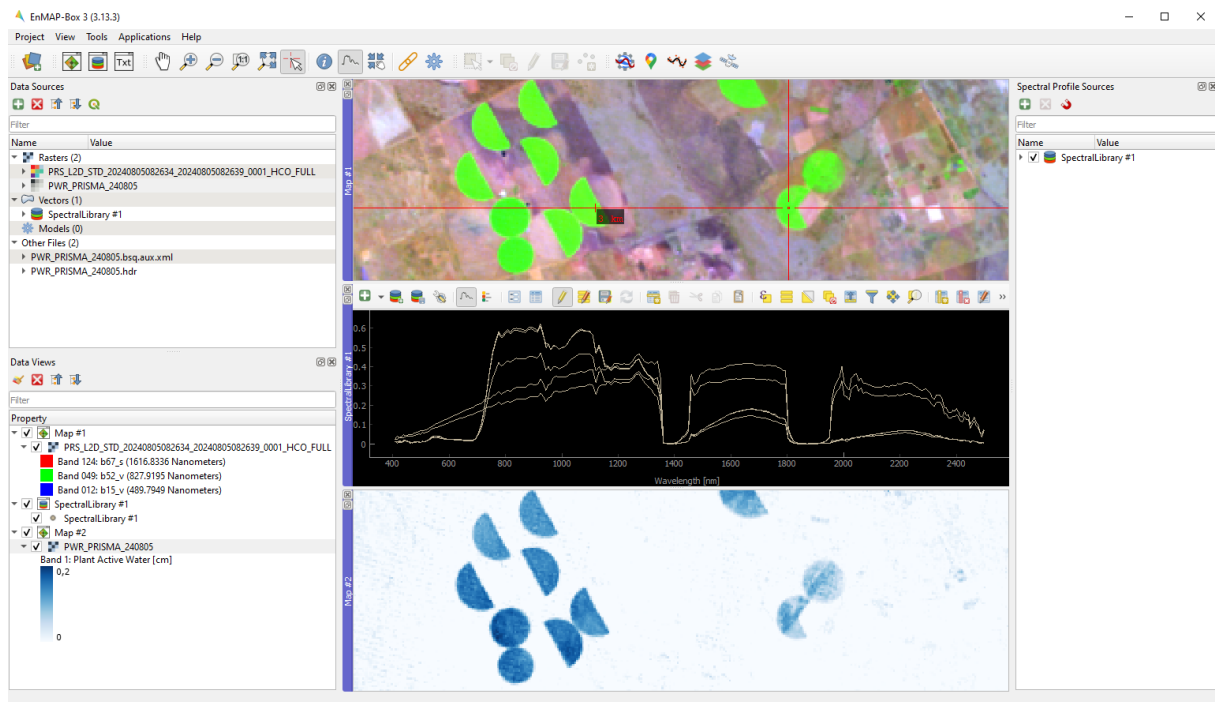 EnMAP-Box 3 (3.13.3)
Project View Tools Applications Help
Txt
1:1
Data Sources
Filter
Name Value
Rasters (2)
PRS_L2D_STD_20240805082634_20240805082639_0001_HCO_FULL
PWR_PRISMA_240805
Vectors (1)
SpectralLibrary #1
Models (0)
Other Files (2)
PWR_PRISMA_240805.bsq.aux.xml
PWR_PRISMA_240805.hdr
Data Views
Filter
Property
Map #1
PRS_L2D_STD_20240805082634_20240805082639_0001_HCO_FULL
Band 124: b67_s (1616.8336 Nanometers)
Band 049: b52_v (827.9195 Nanometers)
Band 012: b15_v (489.7949 Nanometers)
SpectralLibrary #1
SpectralLibrary #1
Map #2
PWR_PRISMA_240805
Band 1: Plant Active Water [cm]
0,2
0
Map #1
SpectralLibrary #1
0.6
0.5
0.4
0.3
0.2
0.1
0
400 600 800 1000 1200 1400 1600 1800 2000 2200 2400
Wavelength [nm]
Map #2
Spectral Profile Sources
Filter
Name Value
SpectralLibrary #1